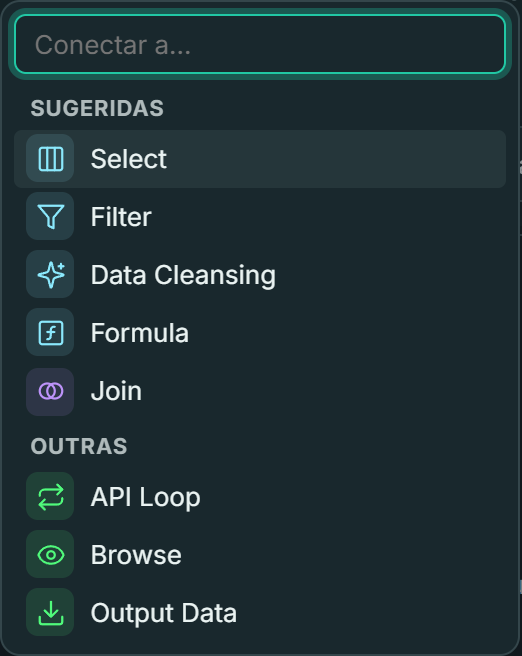 Conectar a...
SUGERIDAS
Select
Filter
Data Cleansing
Formula
Join
OUTRAS
API Loop
Browse
Output Data